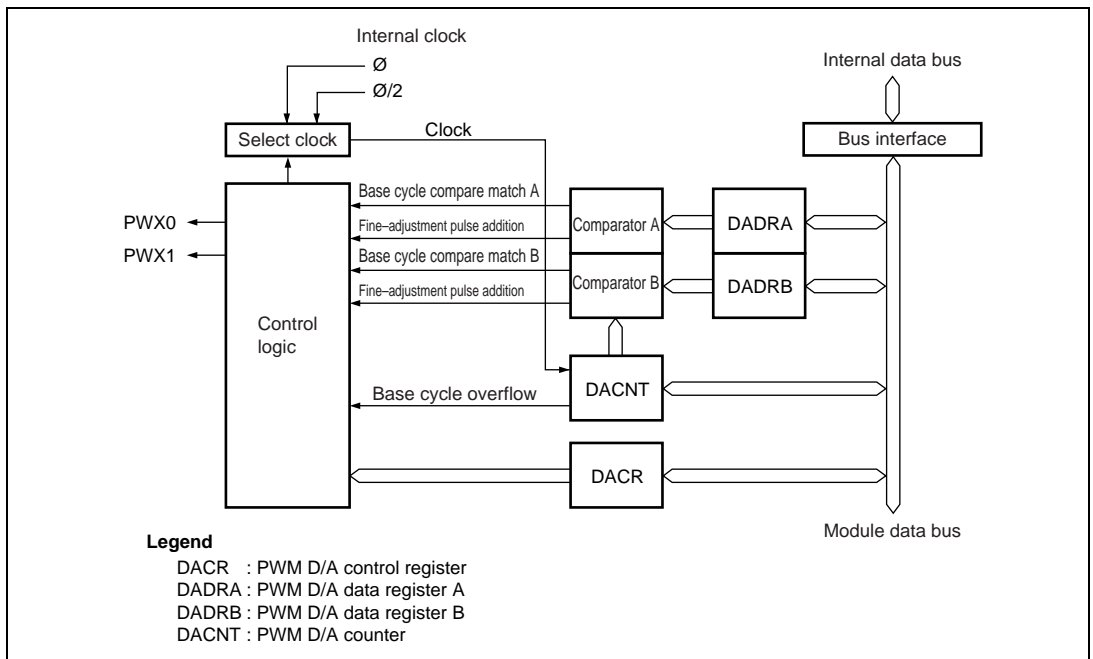 Internal clock
Ø
Ø/2
Internal data bus
Select clock
Clock
Bus interface
Base cycle compare match A
Fine–adjustment pulse addition
Base cycle compare match B
Fine–adjustment pulse addition
Comparator A
Comparator B
DADRA
DADRB
PWX0
PWX1
Control
logic
Base cycle overflow
DACNT
DACR
Module data bus
Legend
DACR : PWM D/A control register
DADRA : PWM D/A data register A
DADRB : PWM D/A data register B
DACNT : PWM D/A counter